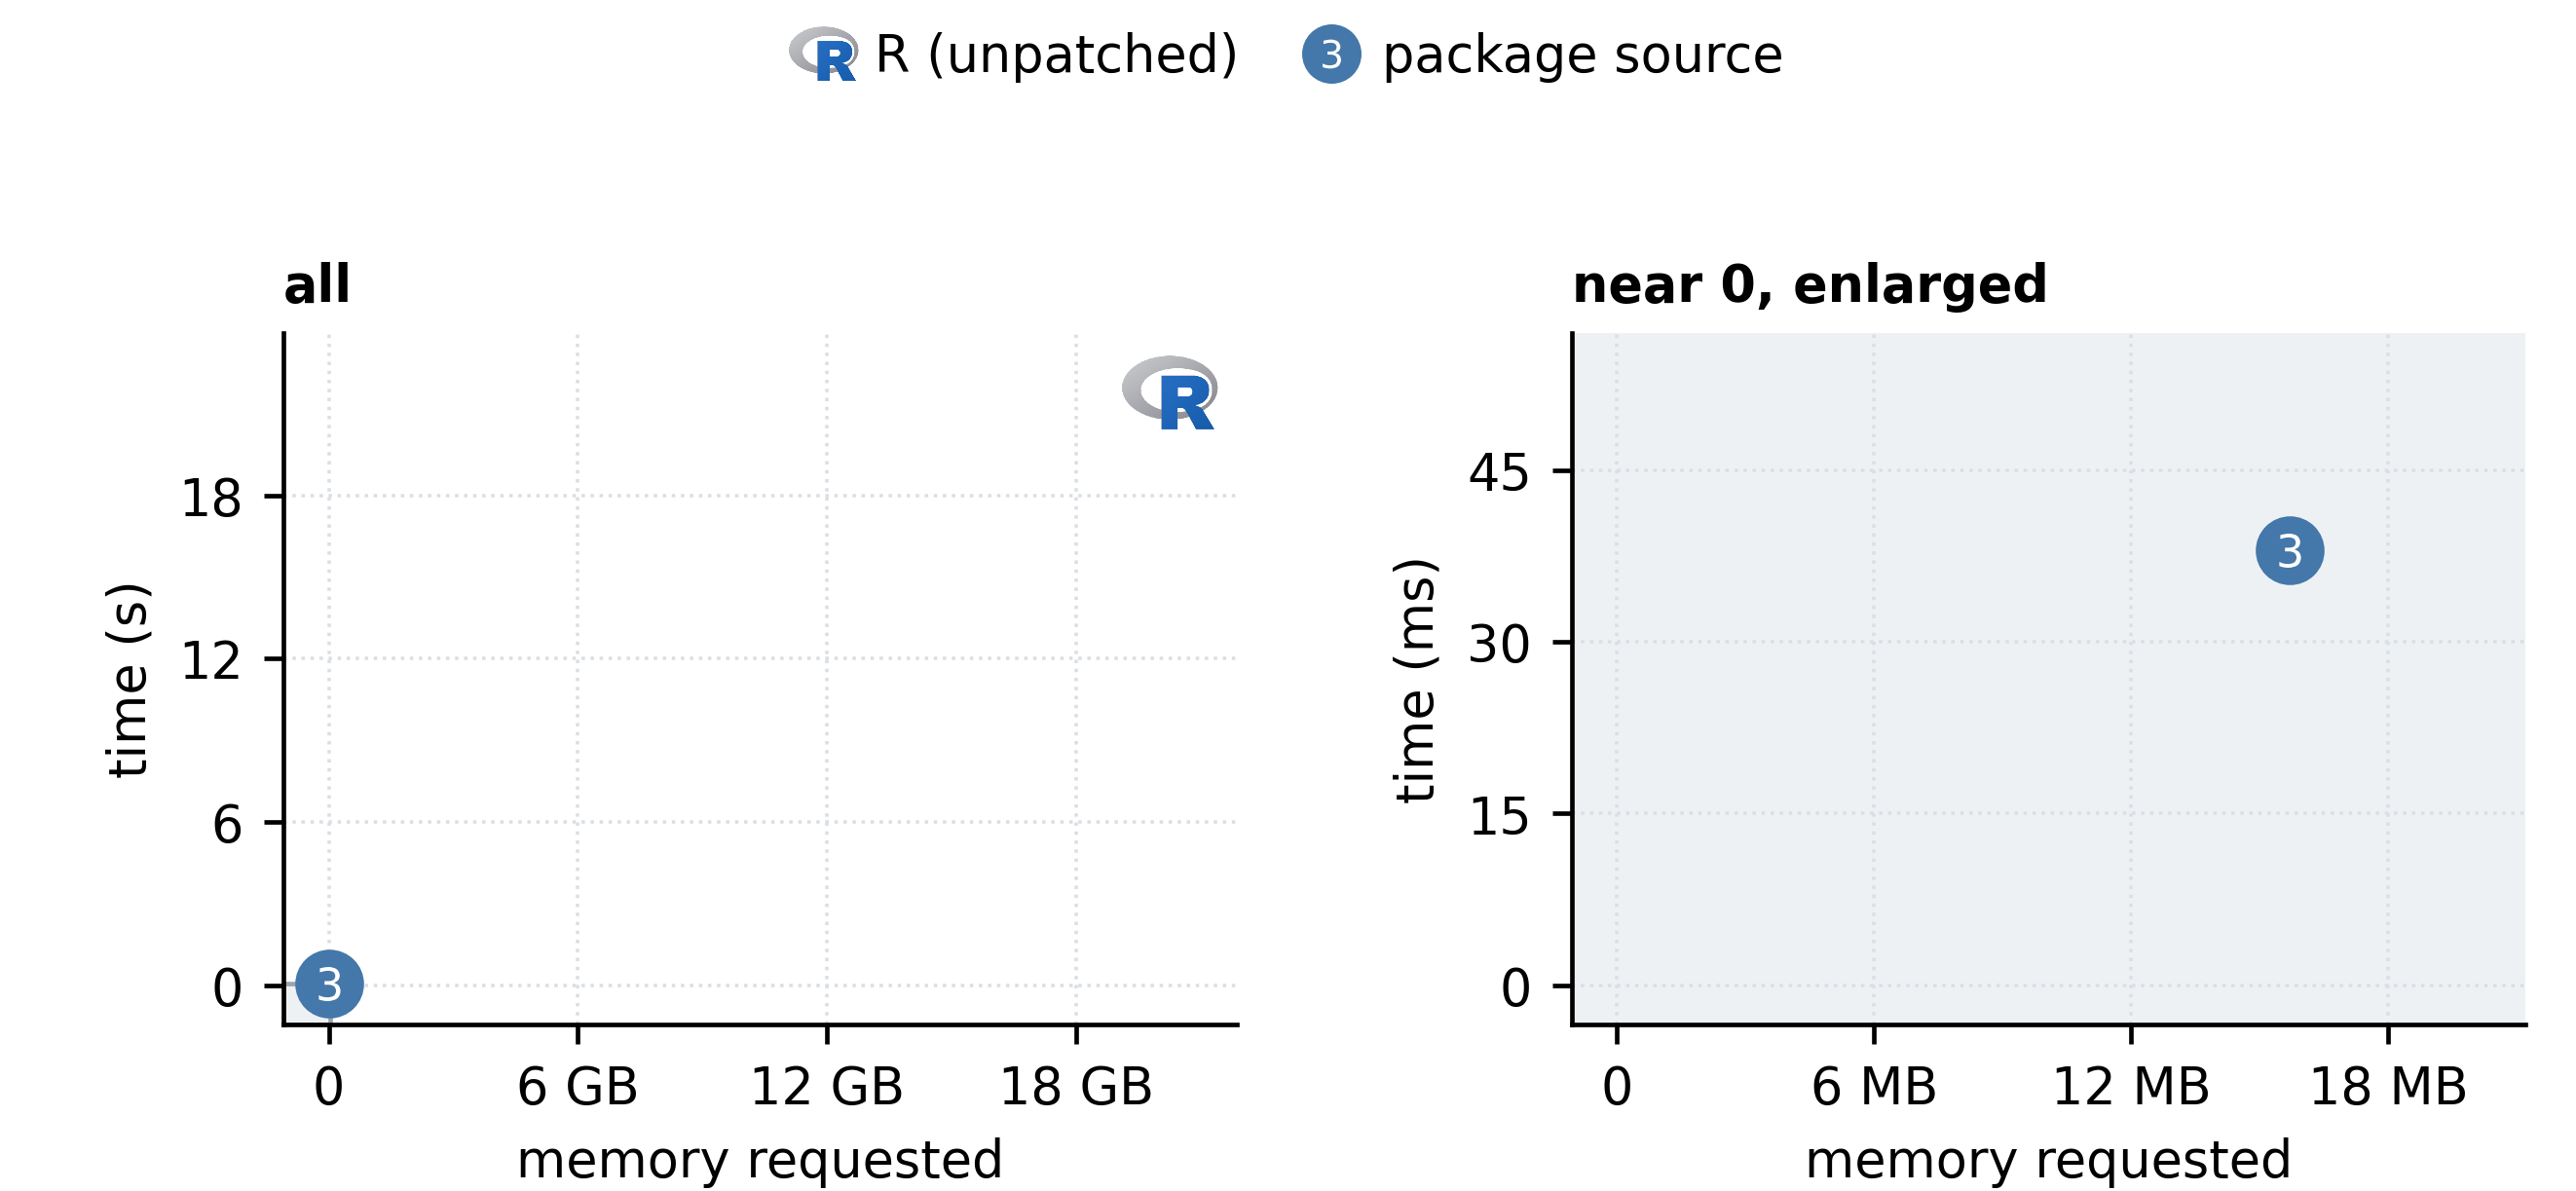 R R (unpatched) 3 package source
all
time (s)
18
12
6
0
R
3
0 6 GB 12 GB 18 GB
memory requested
near 0, enlarged
time (ms)
45
30
15
0
3
0 6 MB 12 MB 18 MB
memory requested